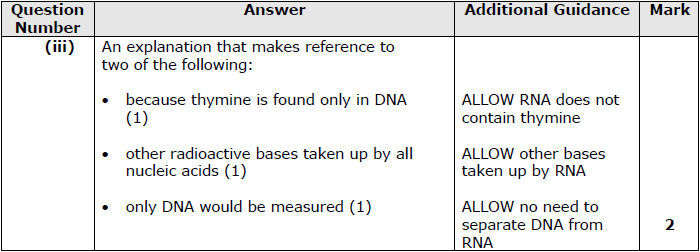 Question Number Answer Additional Guidance Mark
(iii) An explanation that makes reference to
two of the following:
• because thymine is found only in DNA
(1)
ALLOW RNA does not
contain thymine
• other radioactive bases taken up by all
nucleic acids (1)
ALLOW other bases
taken up by RNA
• only DNA would be measured (1)
ALLOW no need to
separate DNA from
RNA
2